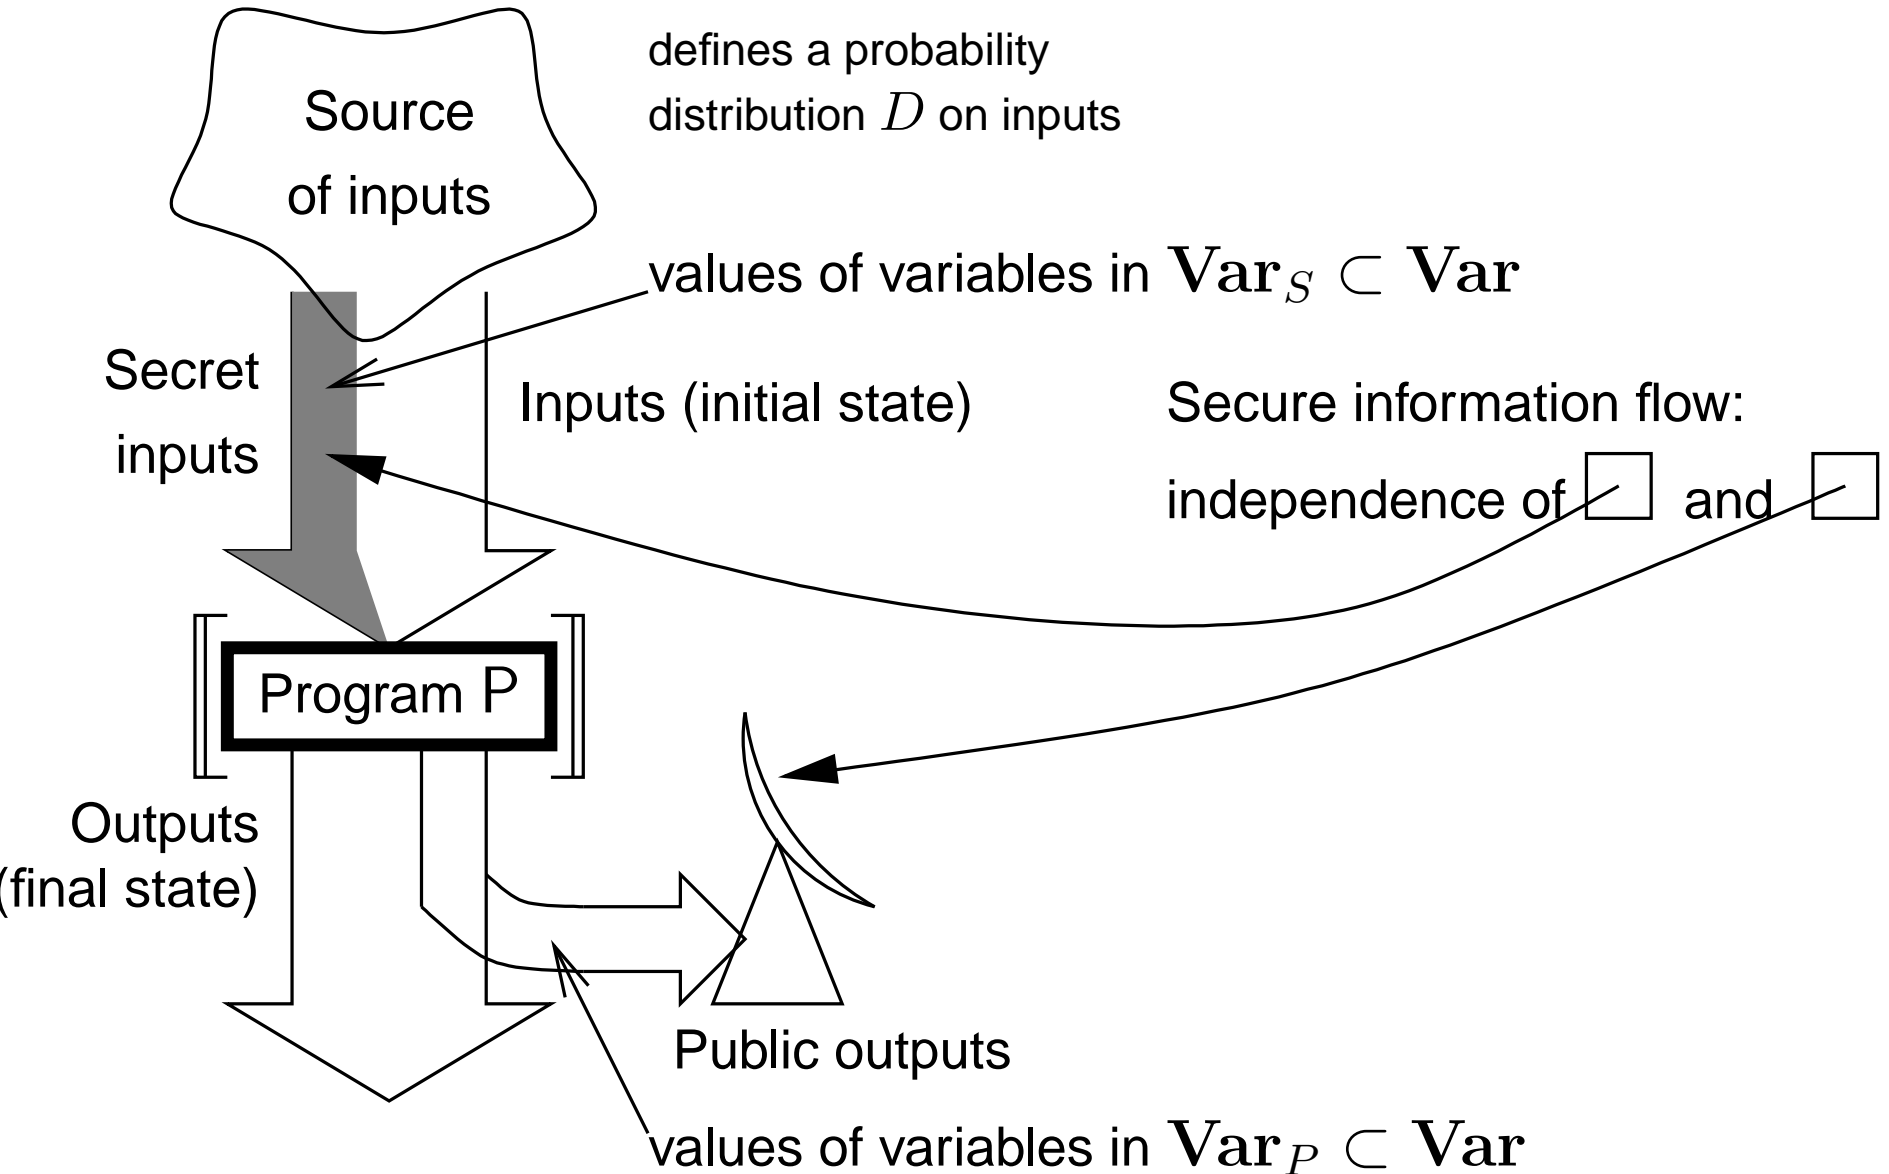 defines a probability
distribution D on inputs
Source
of inputs
values of variables in Var_S ⊂ Var
Secret
inputs
Inputs (initial state)
Secure information flow:
independence of □ and □
Program P
Outputs
(final state)
Public outputs
values of variables in Var_P ⊂ Var